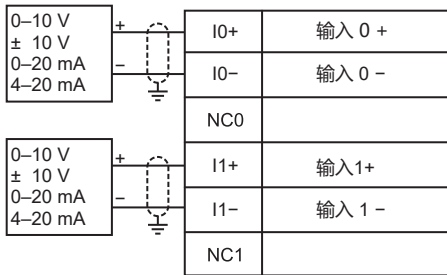 0–10 V
± 10 V
0–20 mA
4–20 mA
+
−
I0+ 输入 0 +
I0− 输入 0 −
NC0
0–10 V
± 10 V
0–20 mA
4–20 mA
+
−
I1+ 输入1+
I1− 输入 1 −
NC1